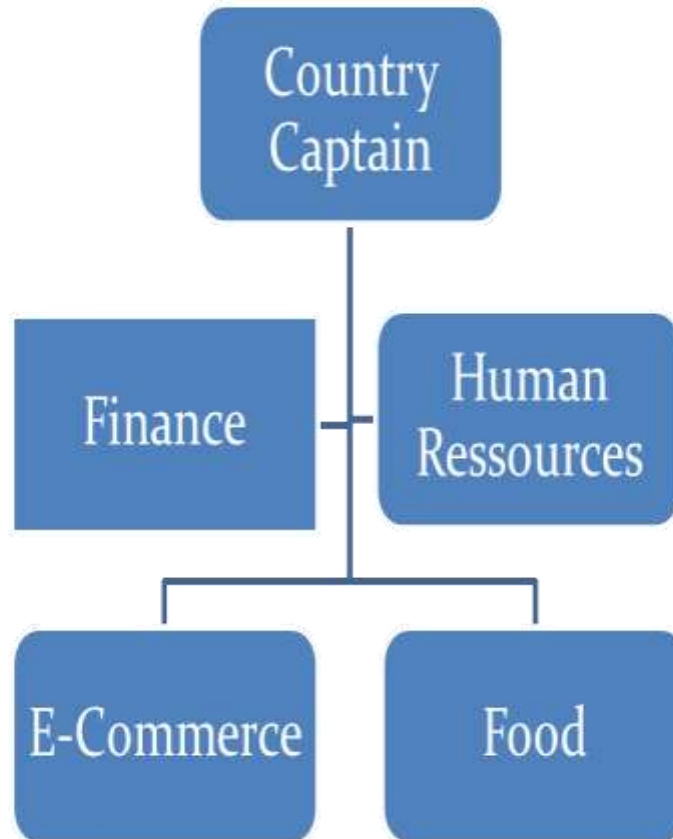 Country
Captain
Finance
Human
Ressources
E-Commerce
Food